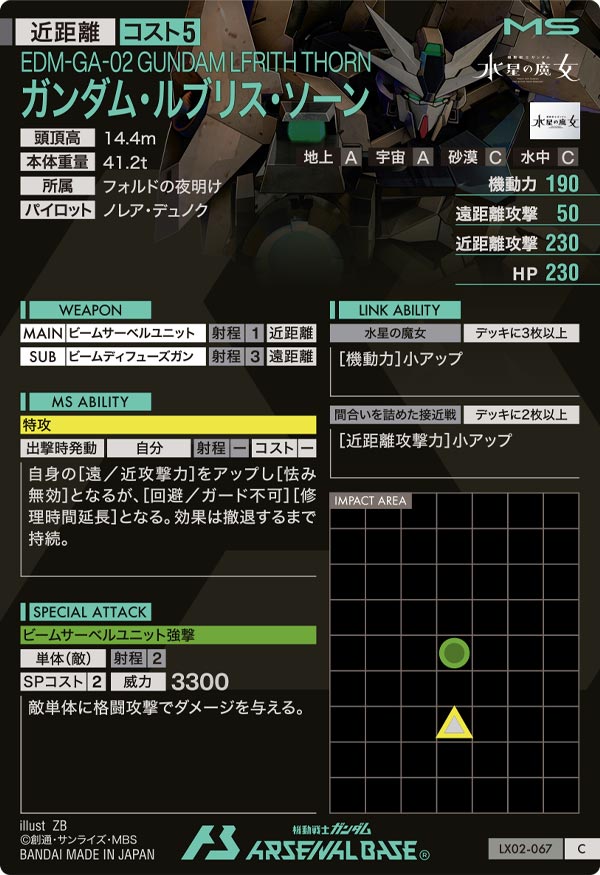 近距離 コスト5
MS
EDM-GA-02 GUNDAM LFRITH THORN
ガンダム・ルブリス・ソーン
機動戦士ガンダム
水星の魔女
水星の魔女
頭頂高 14.4m
本体重量 41.2t
所属 フォルドの夜明け
パイロット ノレア・デュノク
地上 A 宇宙 A 砂漠 C 水中 C
機動力 190
遠距離攻撃 50
近距離攻撃 230
HP 230
WEAPON
MAIN ビームサーベルユニット 射程 1 近距離
SUB ビームディフューズガン 射程 3 遠距離
MS ABILITY
特攻
出撃時発動 自分 射程 ー コスト ー
自身の[遠／近攻撃力]をアップし[怯み
無効]となるが、[回避／ガード不可][修
理時間延長]となる。効果は撤退するまで
持続。
SPECIAL ATTACK
ビームサーベルユニット強撃
単体(敵) 射程 2
SPコスト 2 威力 3300
敵単体に格闘攻撃でダメージを与える。
LINK ABILITY
水星の魔女 デッキに3枚以上
[機動力]小アップ
間合いを詰めた接近戦 デッキに2枚以上
[近距離攻撃力]小アップ
IMPACT AREA
illust ZB
©創通・サンライズ・MBS
BANDAI MADE IN JAPAN
機動戦士ガンダム
AB ARSENAL BASE®
LX02-067 C